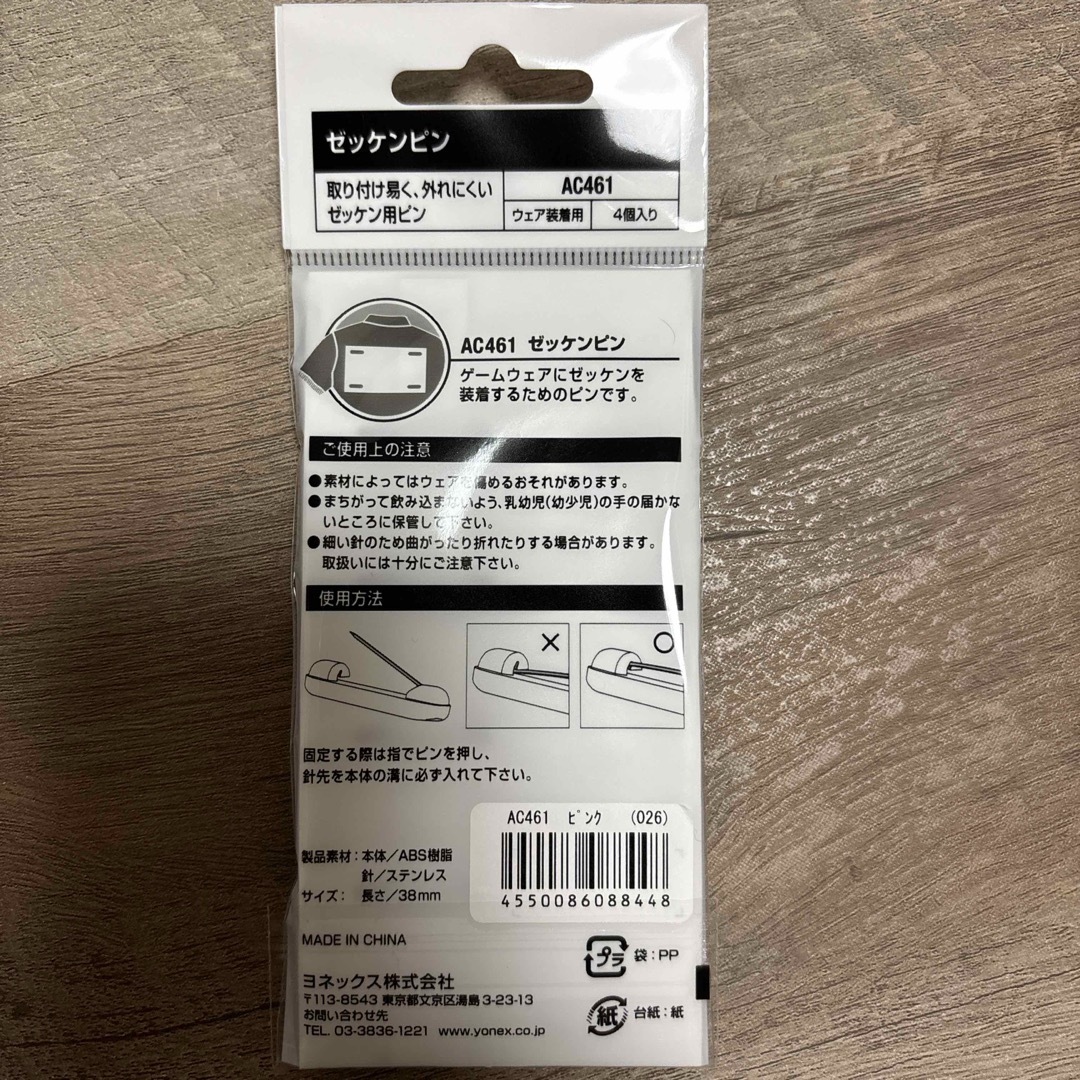 ゼッケンピン
取り付け易く、外れにくい
ゼッケン用ピン
AC461
ウェア装着用 4個入り
AC461 ゼッケンピン
ゲームウェアにゼッケンを
装着するためのピンです。
ご使用上の注意
●素材によってはウェアを傷めるおそれがあります。
●まちがって飲み込まないよう、乳幼児(幼少児)の手の届かな
いところに保管して下さい。
●細い針のため曲がったり折れたりする場合があります。
取扱いには十分にご注意下さい。
使用方法
× ○
固定する際は指でピンを押し、
針先を本体の溝に必ず入れて下さい。
AC461 ピンク (026)
4550086088448
製品素材:本体/ABS樹脂
針/ステンレス
サイズ: 長さ/38mm
MADE IN CHINA
プラ 袋:PP
ヨネックス株式会社
〒113-8543 東京都文京区湯島 3-23-13
お問い合わせ先
TEL. 03-3836-1221 www.yonex.co.jp
紙 台紙:紙